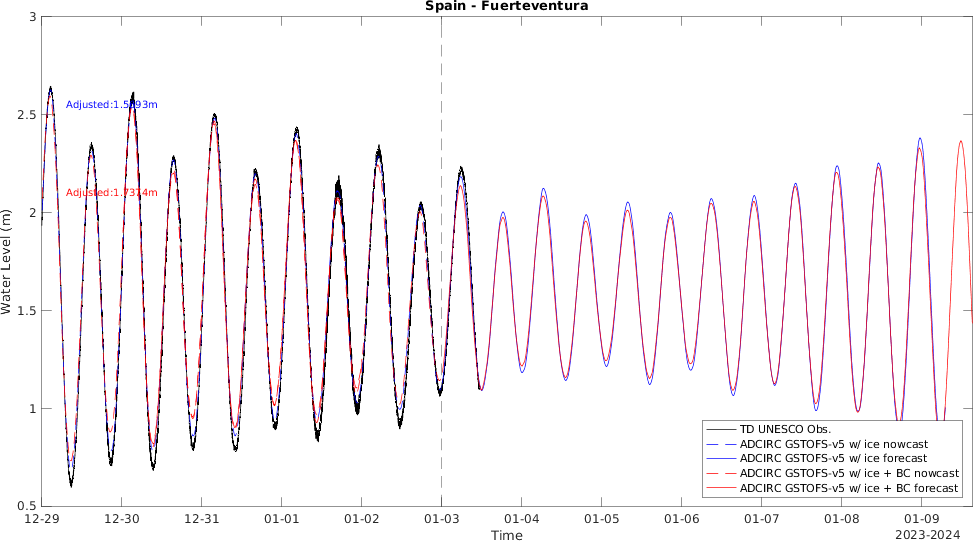 Spain - Fuerteventura
3
2.5
2
1.5
1
0.5
Water Level (m)
Adjusted:1.5293m
Adjusted:1.7374m
TD UNESCO Obs.
ADCIRC GSTOFS-v5 w/ ice nowcast
ADCIRC GSTOFS-v5 w/ ice forecast
ADCIRC GSTOFS-v5 w/ ice + BC nowcast
ADCIRC GSTOFS-v5 w/ ice + BC forecast
12-29 12-30 12-31 01-01 01-02 01-03 01-04 01-05 01-06 01-07 01-08 01-09
Time
2023-2024